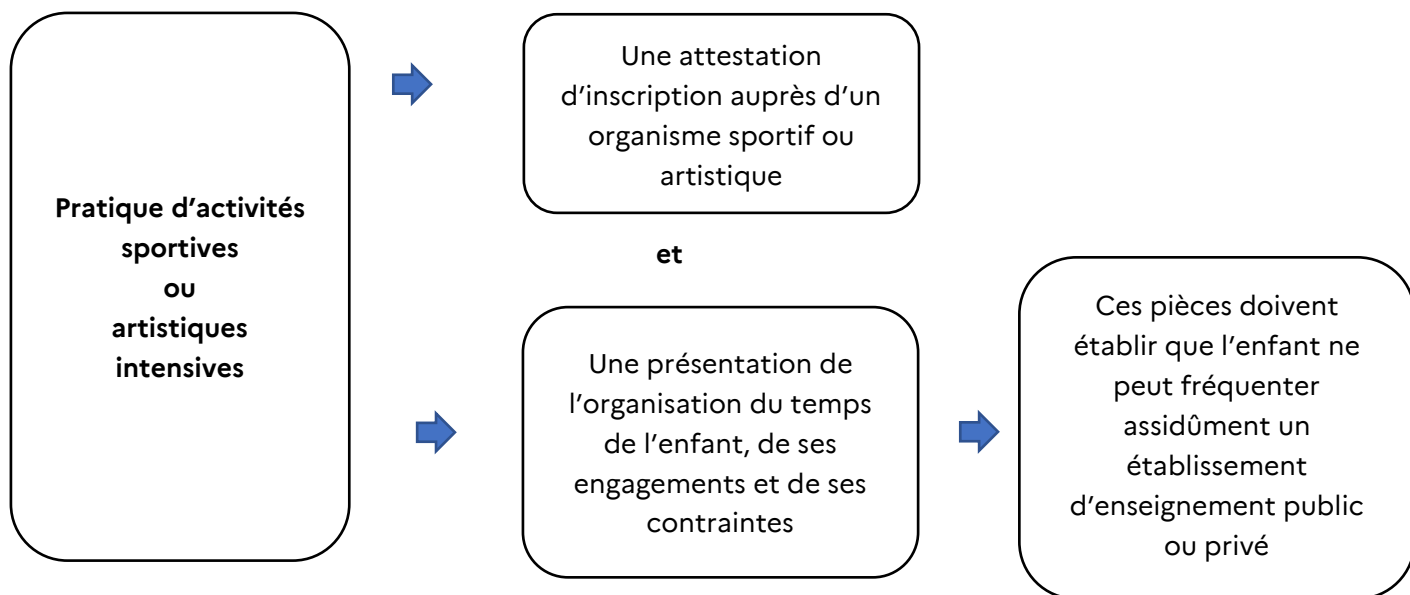 Pratique d’activités
sportives
ou
artistiques
intensives
Une attestation
d’inscription auprès d’un
organisme sportif ou
artistique
et
Une présentation de
l’organisation du temps
de l’enfant, de ses
engagements et de ses
contraintes
Ces pièces doivent
établir que l’enfant ne
peut fréquenter
assidûment un
établissement
d’enseignement public
ou privé